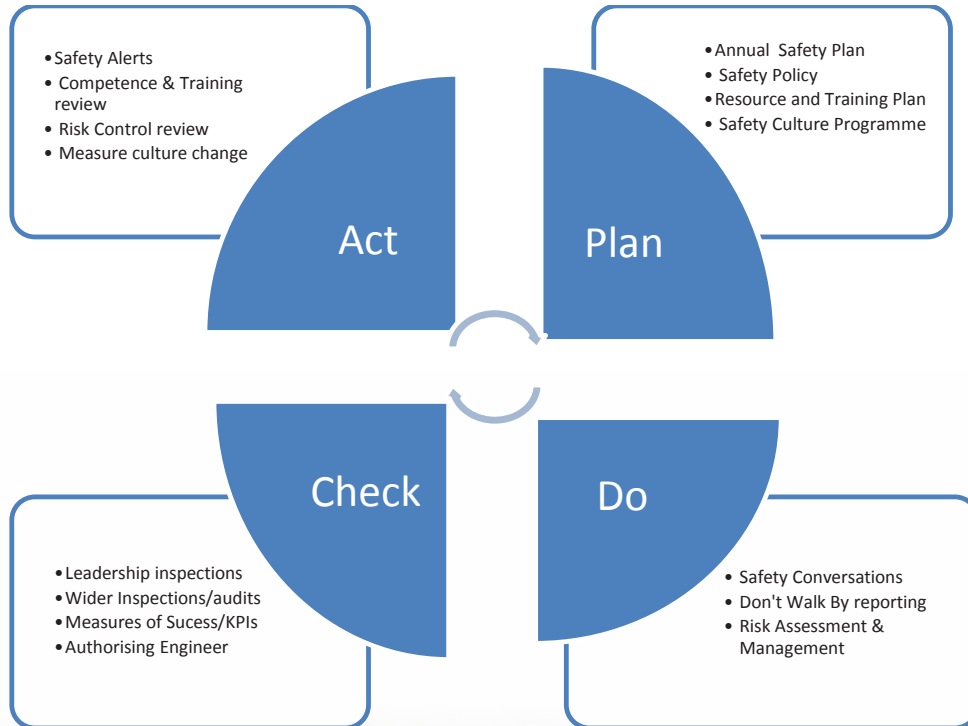 •Safety Alerts
• Competence & Training
review
• Risk Control review
• Measure culture change
Act
•Annual Safety Plan
• Safety Policy
•Resource and Training Plan
• Safety Culture Programme
Plan
Check
•Leadership inspections
•Wider Inspections/audits
•Measures of Sucess/KPIs
•Authorising Engineer
Do
• Safety Conversations
• Don't Walk By reporting
• Risk Assessment &
Management